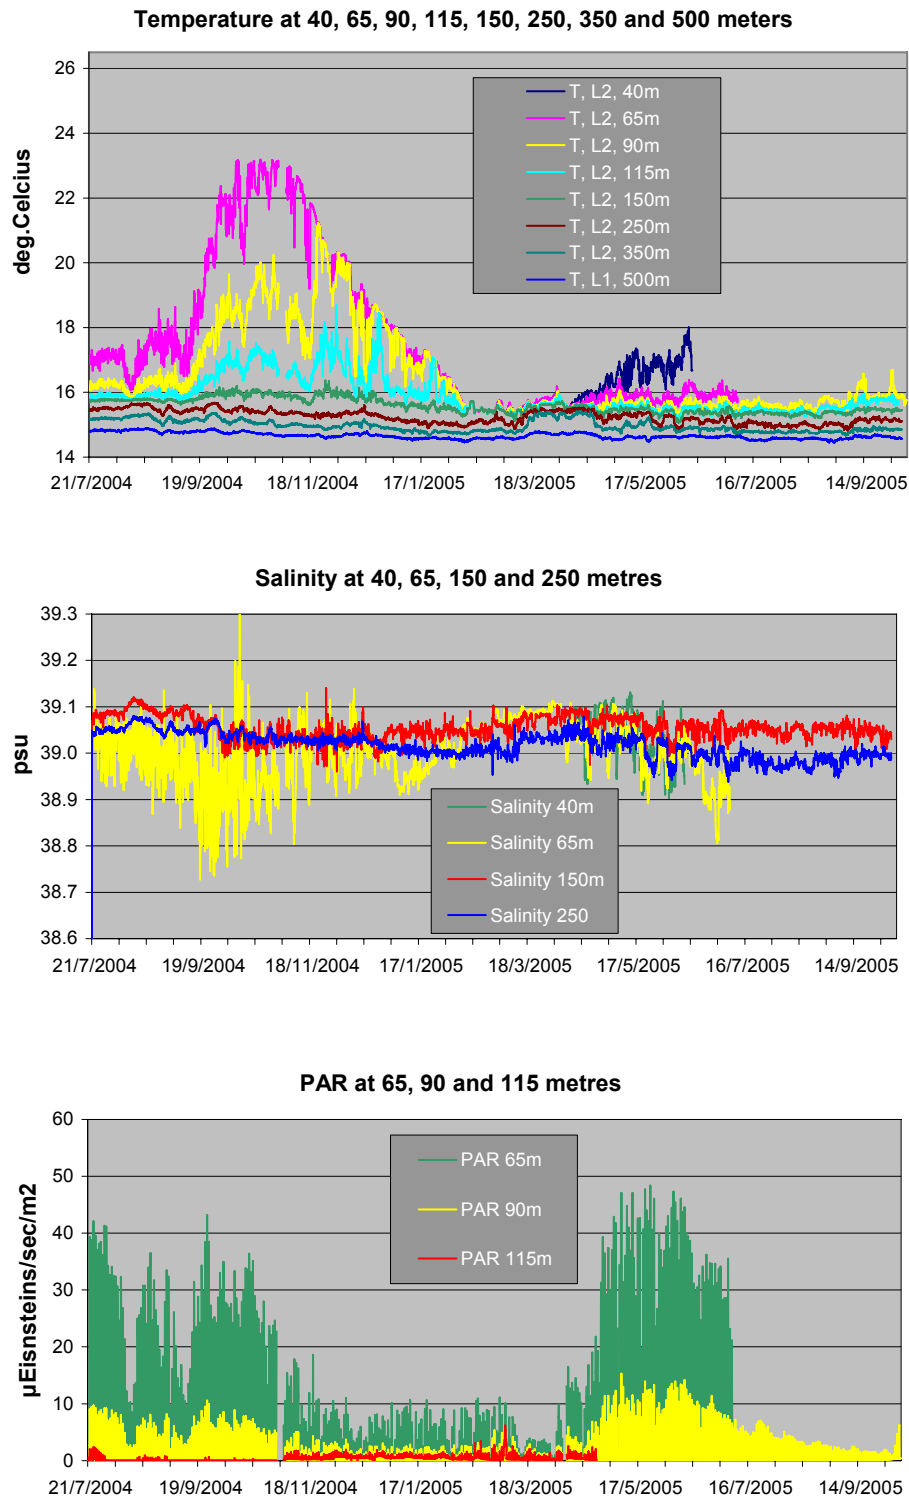 Temperature at 40, 65, 90, 115, 150, 250, 350 and 500 meters
deg.Celcius
26
24
22
20
18
16
14
T, L2, 40m
T, L2, 65m
T, L2, 90m
T, L2, 115m
T, L2, 150m
T, L2, 250m
T, L2, 350m
T, L1, 500m
21/7/2004 19/9/2004 18/11/2004 17/1/2005 18/3/2005 17/5/2005 16/7/2005 14/9/2005
Salinity at 40, 65, 150 and 250 metres
psu
39.3
39.2
39.1
39.0
38.9
38.8
38.7
38.6
Salinity 40m
Salinity 65m
Salinity 150m
Salinity 250
21/7/2004 19/9/2004 18/11/2004 17/1/2005 18/3/2005 17/5/2005 16/7/2005 14/9/2005
PAR at 65, 90 and 115 metres
µEisnsteins/sec/m2
60
50
40
30
20
10
0
PAR 65m
PAR 90m
PAR 115m
21/7/2004 19/9/2004 18/11/2004 17/1/2005 18/3/2005 17/5/2005 16/7/2005 14/9/2005